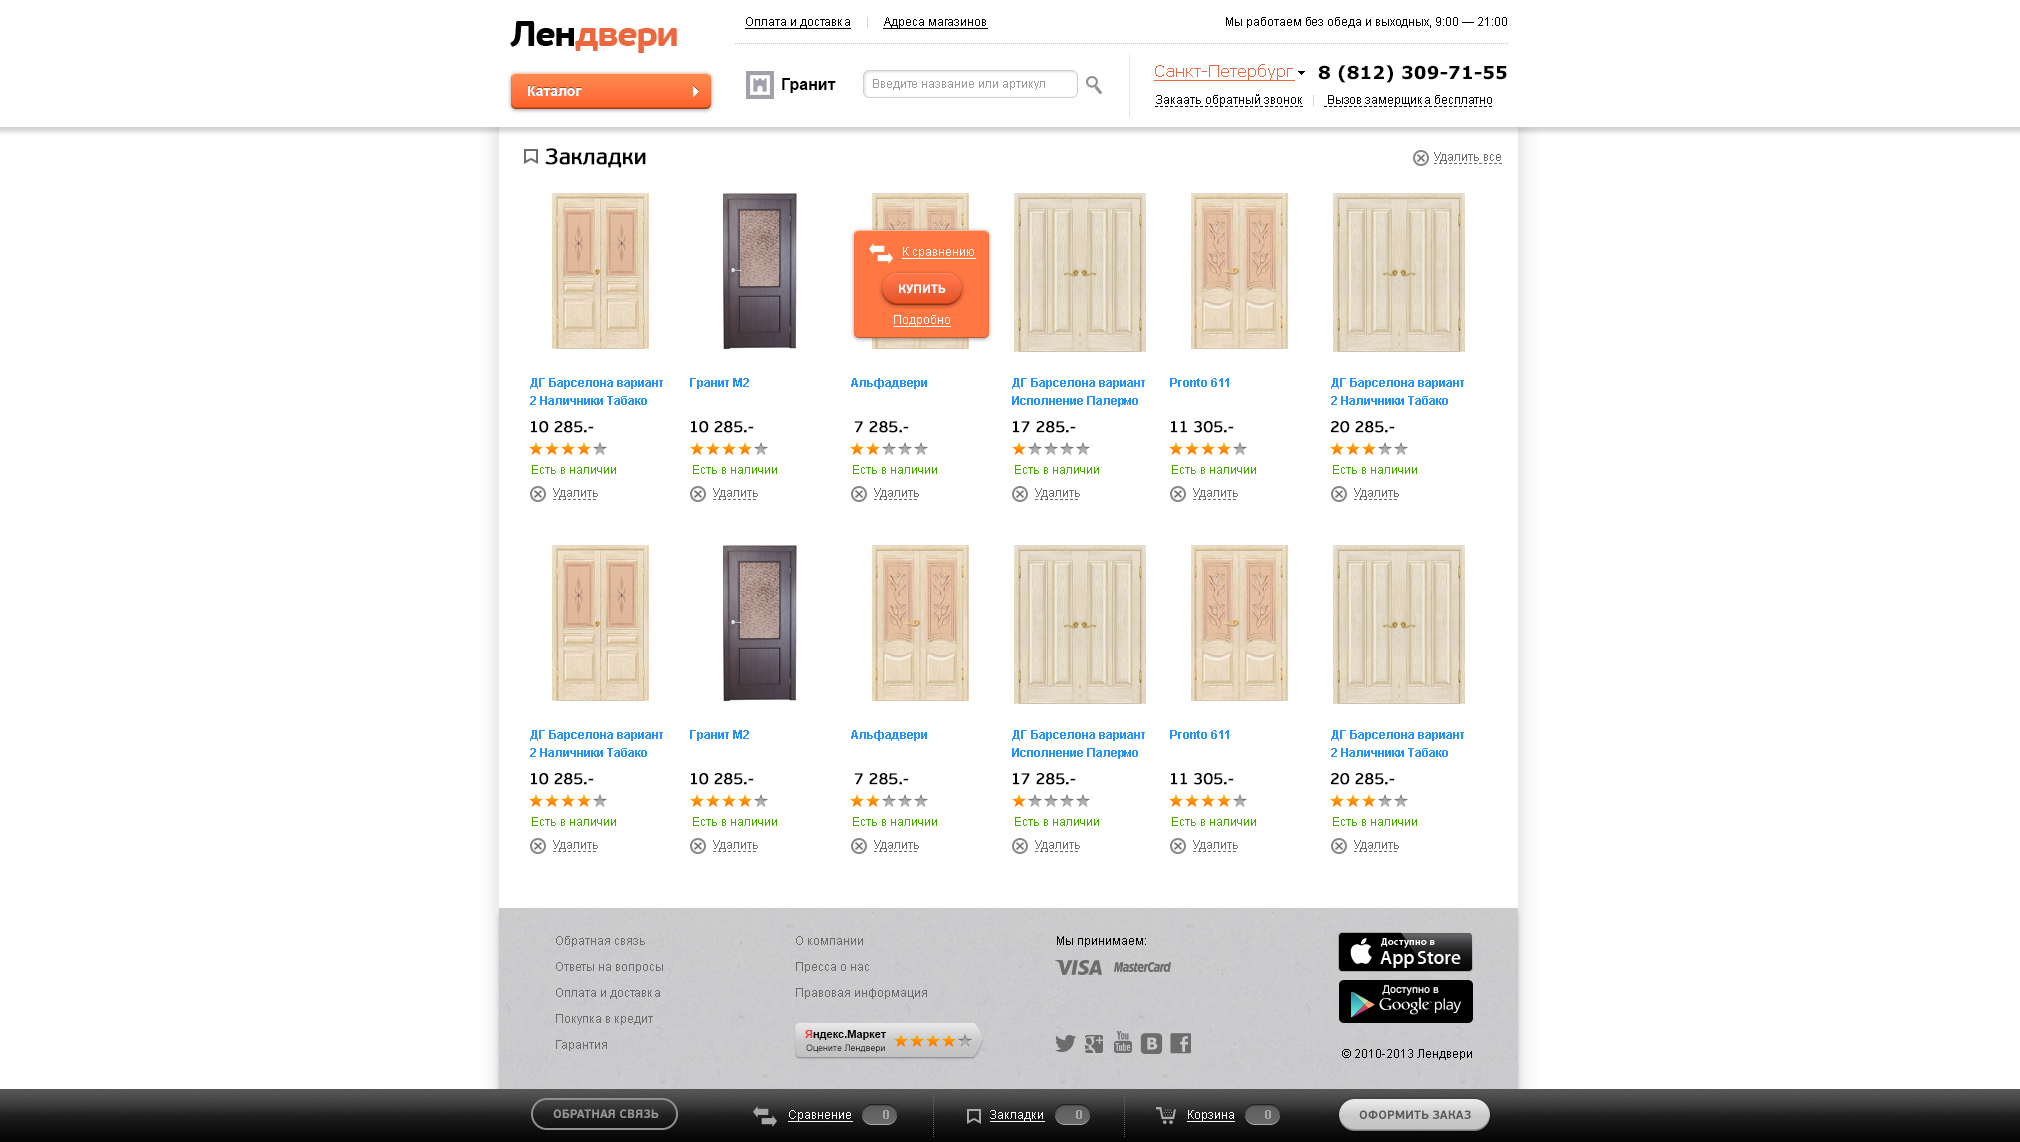 Лендвери
Оплата и доставка
Адреса магазинов
Мы работаем без обеда и выходных, 9:00 — 21:00
Каталог
Гранит
Введите название или артикул
Санкт-Петербург
8 (812) 309-71-55
Закаать обратный звонок
Вызов замерщика бесплатно
Закладки
Удалить все
К сравнению
КУПИТЬ
Подробно
ДГ Барселона вариант
2 Наличники Табако
10 285.-
Есть в наличии
Удалить
Гранит М2
10 285.-
Есть в наличии
Удалить
Альфадвери
7 285.-
Есть в наличии
Удалить
ДГ Барселона вариант
Исполнение Палермо
17 285.-
Есть в наличии
Удалить
Pronto 611
11 305.-
Есть в наличии
Удалить
ДГ Барселона вариант
2 Наличники Табако
20 285.-
Есть в наличии
Удалить
ДГ Барселона вариант
2 Наличники Табако
10 285.-
Есть в наличии
Удалить
Гранит М2
10 285.-
Есть в наличии
Удалить
Альфадвери
7 285.-
Есть в наличии
Удалить
ДГ Барселона вариант
Исполнение Палермо
17 285.-
Есть в наличии
Удалить
Pronto 611
11 305.-
Есть в наличии
Удалить
ДГ Барселона вариант
2 Наличники Табако
20 285.-
Есть в наличии
Удалить
Обратная связь
Ответы на вопросы
Оплата и доставка
Покупка в кредит
Гарантия
О компании
Пресса о нас
Правовая информация
Яндекс.Маркет
Оцените Лендвери
Мы принимаем:
VISA
MasterCard
g+
You
Tube
B
f
Доступно в
App Store
Доступно в
Google play
© 2010-2013 Лендвери
ОБРАТНАЯ СВЯЗЬ
Сравнение 0
Закладки 0
Корзина 0
ОФОРМИТЬ ЗАКАЗ